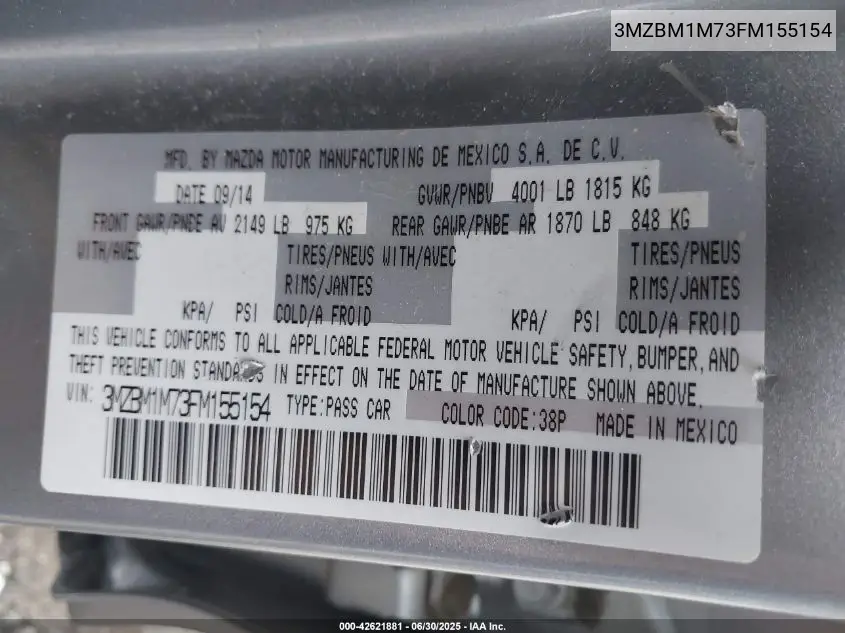 3MZBM1M73FM155154
MFD. BY MAZDA MOTOR MANUFACTURING DE MEXICO S.A. DE C.V.
DATE 09/14 GVWR/PNBV 4001 LB 1815 KG
FRONT GAWR/PNBE AV 2149 LB 975 KG REAR GAWR/PNBE AR 1870 LB 848 KG
WITH/AVEC TIRES/PNEUS WITH/AVEC TIRES/PNEUS
RIMS/JANTES RIMS/JANTES
KPA/ PSI COLD/A FROID KPA/ PSI COLD/A FROID
THIS VEHICLE CONFORMS TO ALL APPLICABLE FEDERAL MOTOR VEHICLE SAFETY, BUMPER, AND
THEFT PREVENTION STANDARDS IN EFFECT ON THE DATE OF MANUFACTURE SHOWN ABOVE.
VIN: 3MZBM1M73FM155154 TYPE:PASS CAR COLOR CODE:38P MADE IN MEXICO
000-42621881 - 06/30/2025 - IAA Inc.